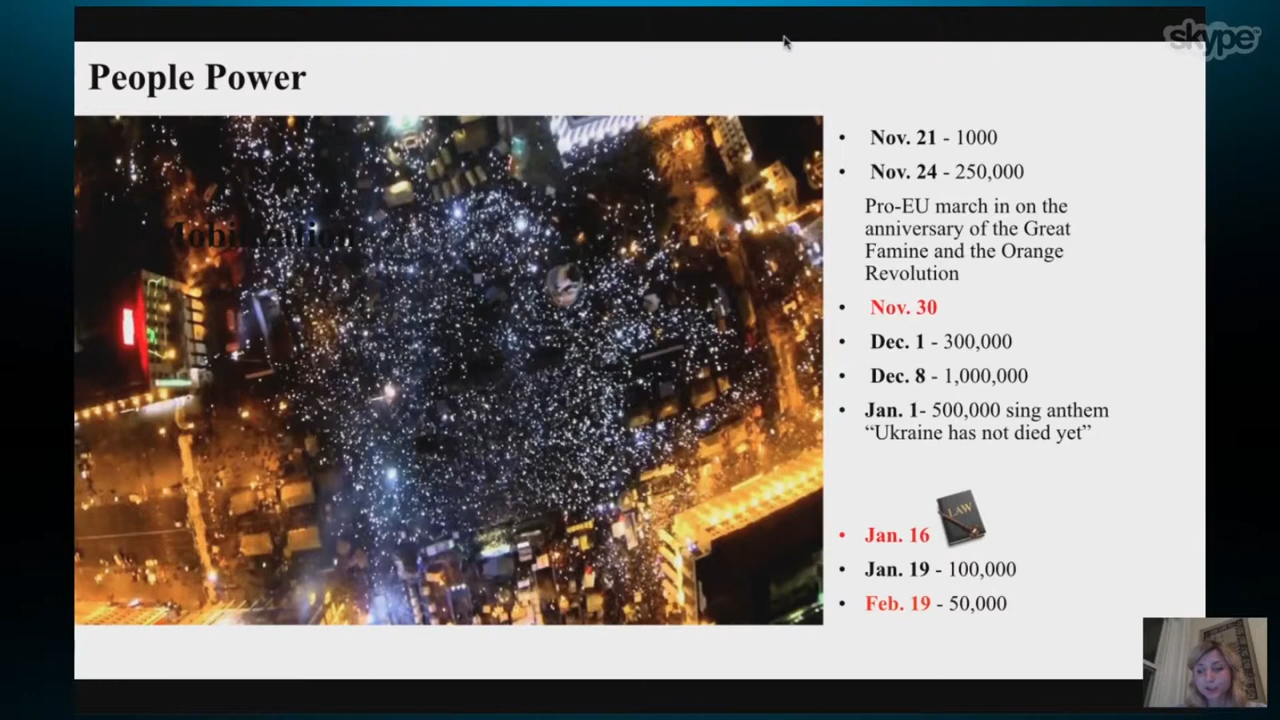 skype
People Power
Mobilization
• Nov. 21 - 1000
• Nov. 24 - 250,000
Pro-EU march in on the
anniversary of the Great
Famine and the Orange
Revolution
• Nov. 30
• Dec. 1 - 300,000
• Dec. 8 - 1,000,000
• Jan. 1- 500,000 sing anthem
“Ukraine has not died yet”
LAW
• Jan. 16
• Jan. 19 - 100,000
• Feb. 19 - 50,000